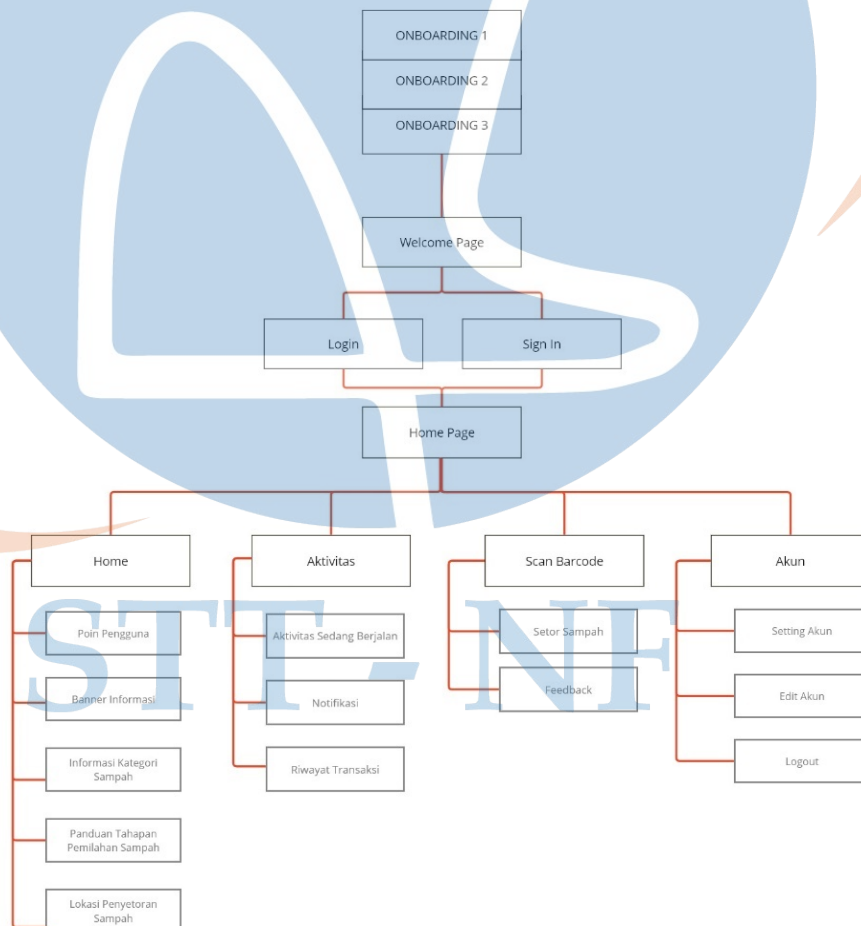 ONBOARDING 1
ONBOARDING 2
ONBOARDING 3
Welcome Page
Login
Sign In
Home Page
Home
Poin Pengguna
Banner Informasi
Informasi Kategori
Sampah
Panduan Tahapan
Pemilahan Sampah
Lokasi Penyetoran
Sampah
Aktivitas
Aktivitas Sedang Berjalan
Notifikasi
Riwayat Transaksi
Scan Barcode
Setor Sampah
Feedback
Akun
Setting Akun
Edit Akun
Logout
STT - NF